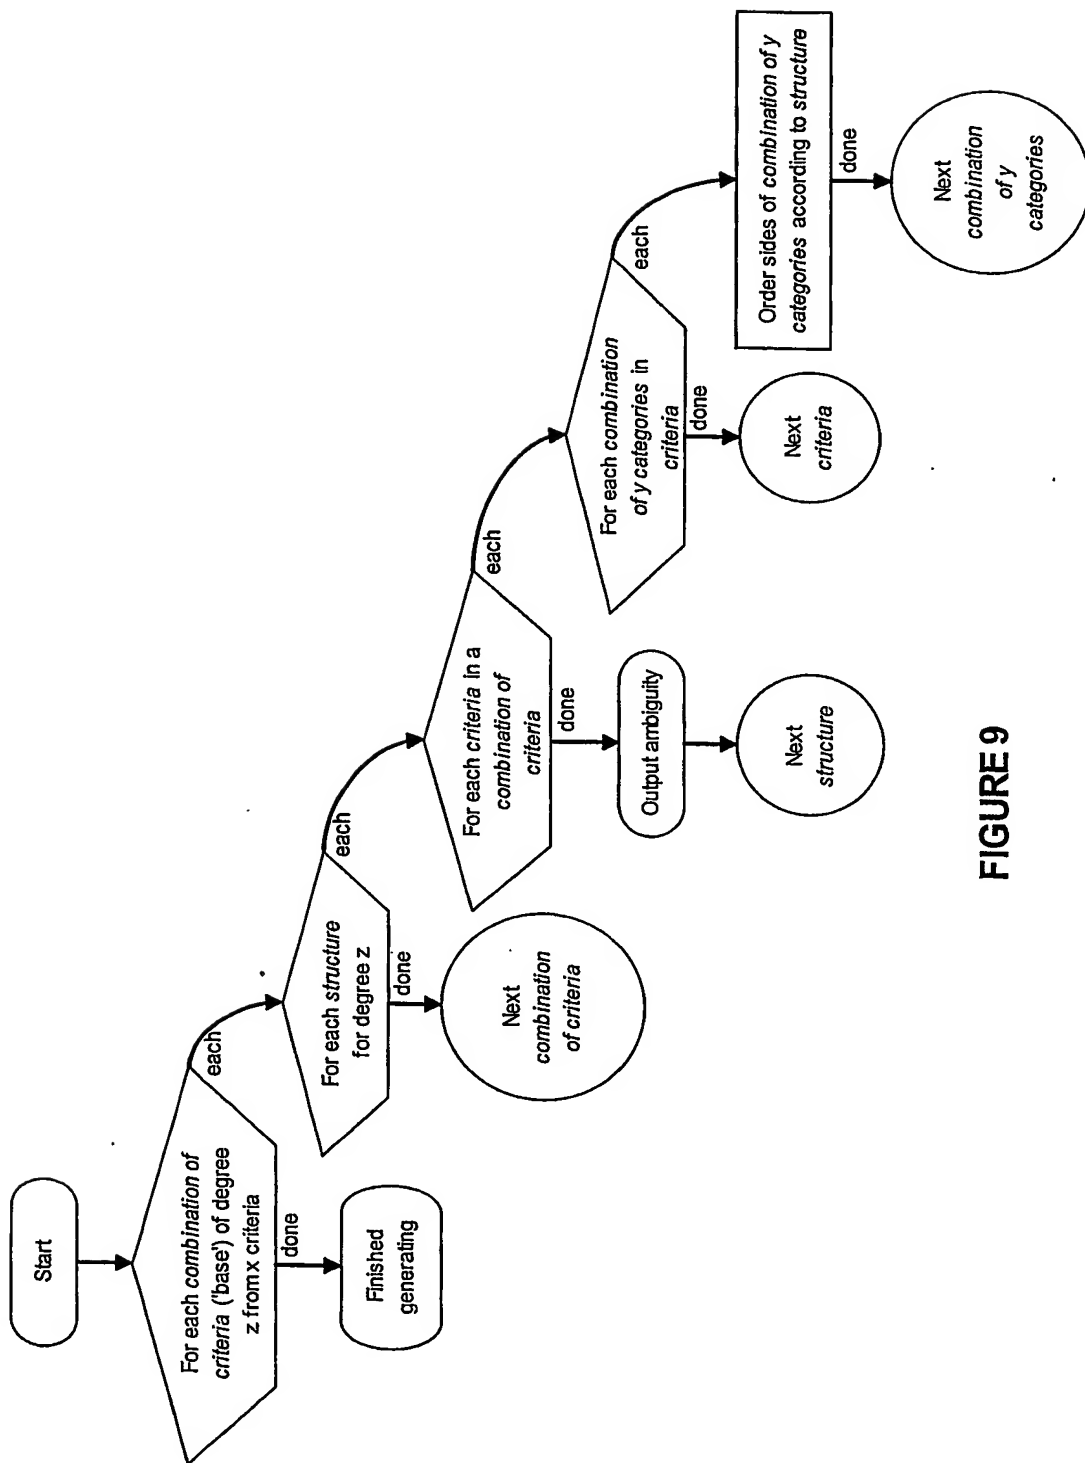 Start
For each combination of
criteria ('base') of degree
z from x criteria
each
done
Finished
generating
For each structure
for degree z
each
done
Next
combination
of criteria
For each criteria in a
combination of
criteria
each
done
Output ambiguity
Next
structure
For each combination
of y categories in
criteria
each
done
Next
criteria
Order sides of combination of y
categories according to structure
done
Next
combination
of y
categories
FIGURE 9